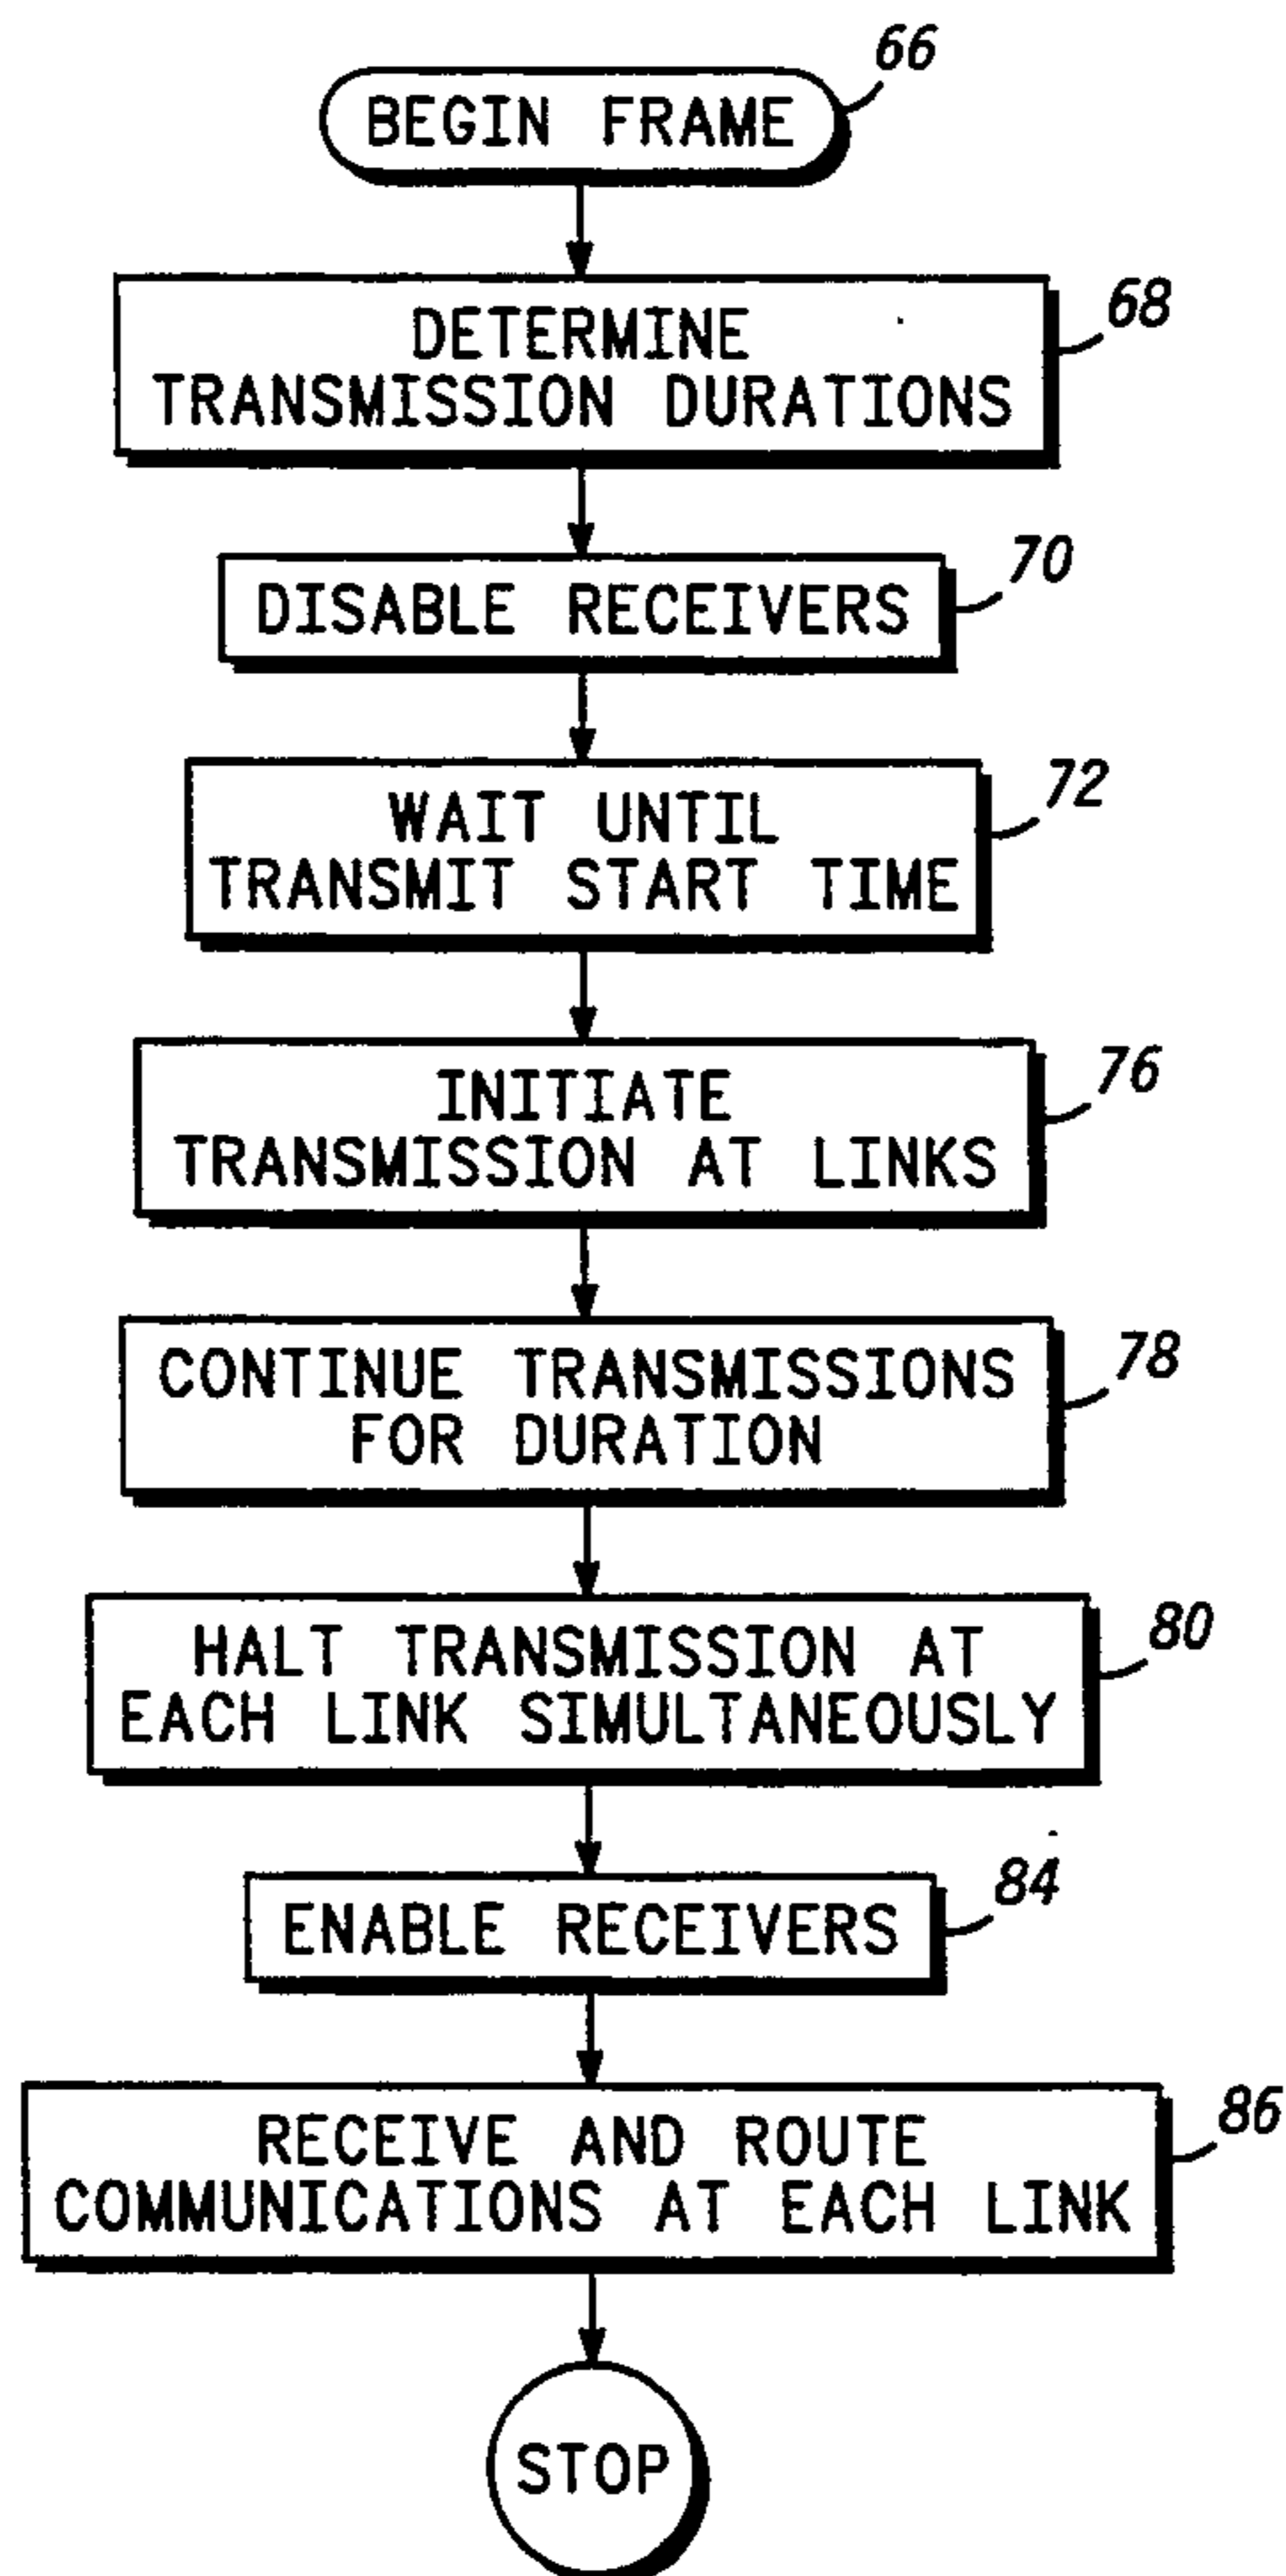 66
BEGIN FRAME
68
DETERMINE
TRANSMISSION DURATIONS
70
DISABLE RECEIVERS
72
WAIT UNTIL
TRANSMIT START TIME
76
INITIATE
TRANSMISSION AT LINKS
78
CONTINUE TRANSMISSIONS
FOR DURATION
80
HALT TRANSMISSION AT
EACH LINK SIMULTANEOUSLY
84
ENABLE RECEIVERS
86
RECEIVE AND ROUTE
COMMUNICATIONS AT EACH LINK
STOP